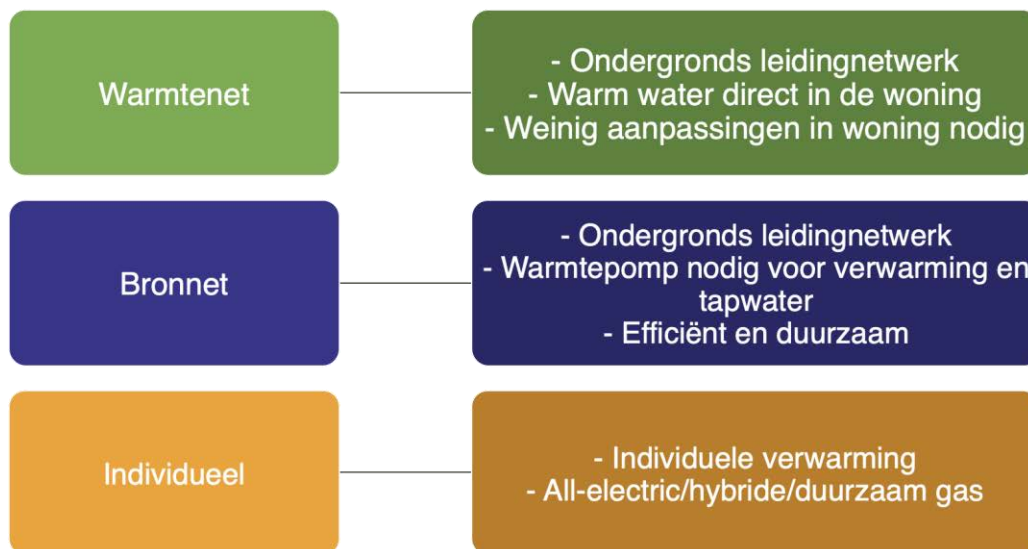 Warmtenet
- Ondergronds leidingnetwerk
- Warm water direct in de woning
- Weinig aanpassingen in woning nodig
Bronnet
- Ondergronds leidingnetwerk
- Warmtepomp nodig voor verwarming en
tapwater
- Efficiënt en duurzaam
Individueel
- Individuele verwarming
- All-electric/hybride/duurzaam gas